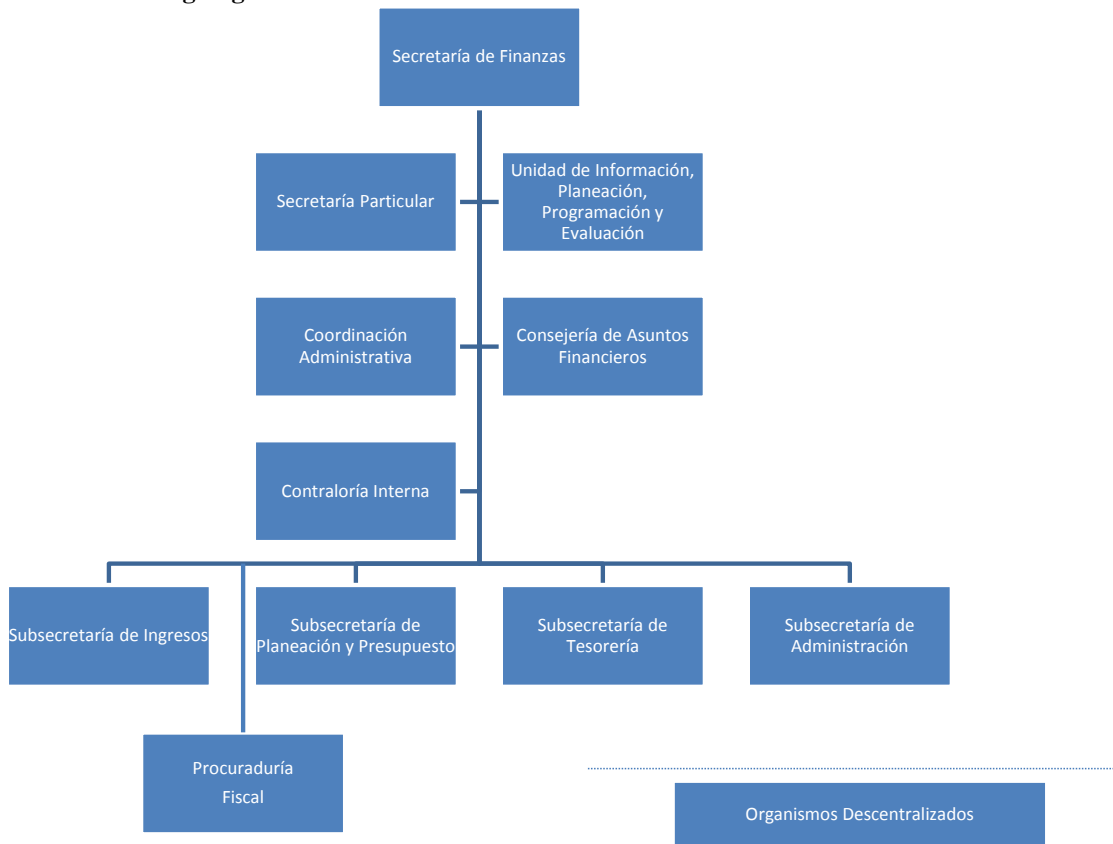 Secretaría de Finanzas
Secretaría Particular
Unidad de Información,
Planeación,
Programación y
Evaluación
Coordinación
Administrativa
Consejería de Asuntos
Financieros
Contraloría Interna
Subsecretaría de Ingresos
Subsecretaría de
Planeación y Presupuesto
Subsecretaría de
Tesorería
Subsecretaría de
Administración
Procuraduría
Fiscal
Organismos Descentralizados